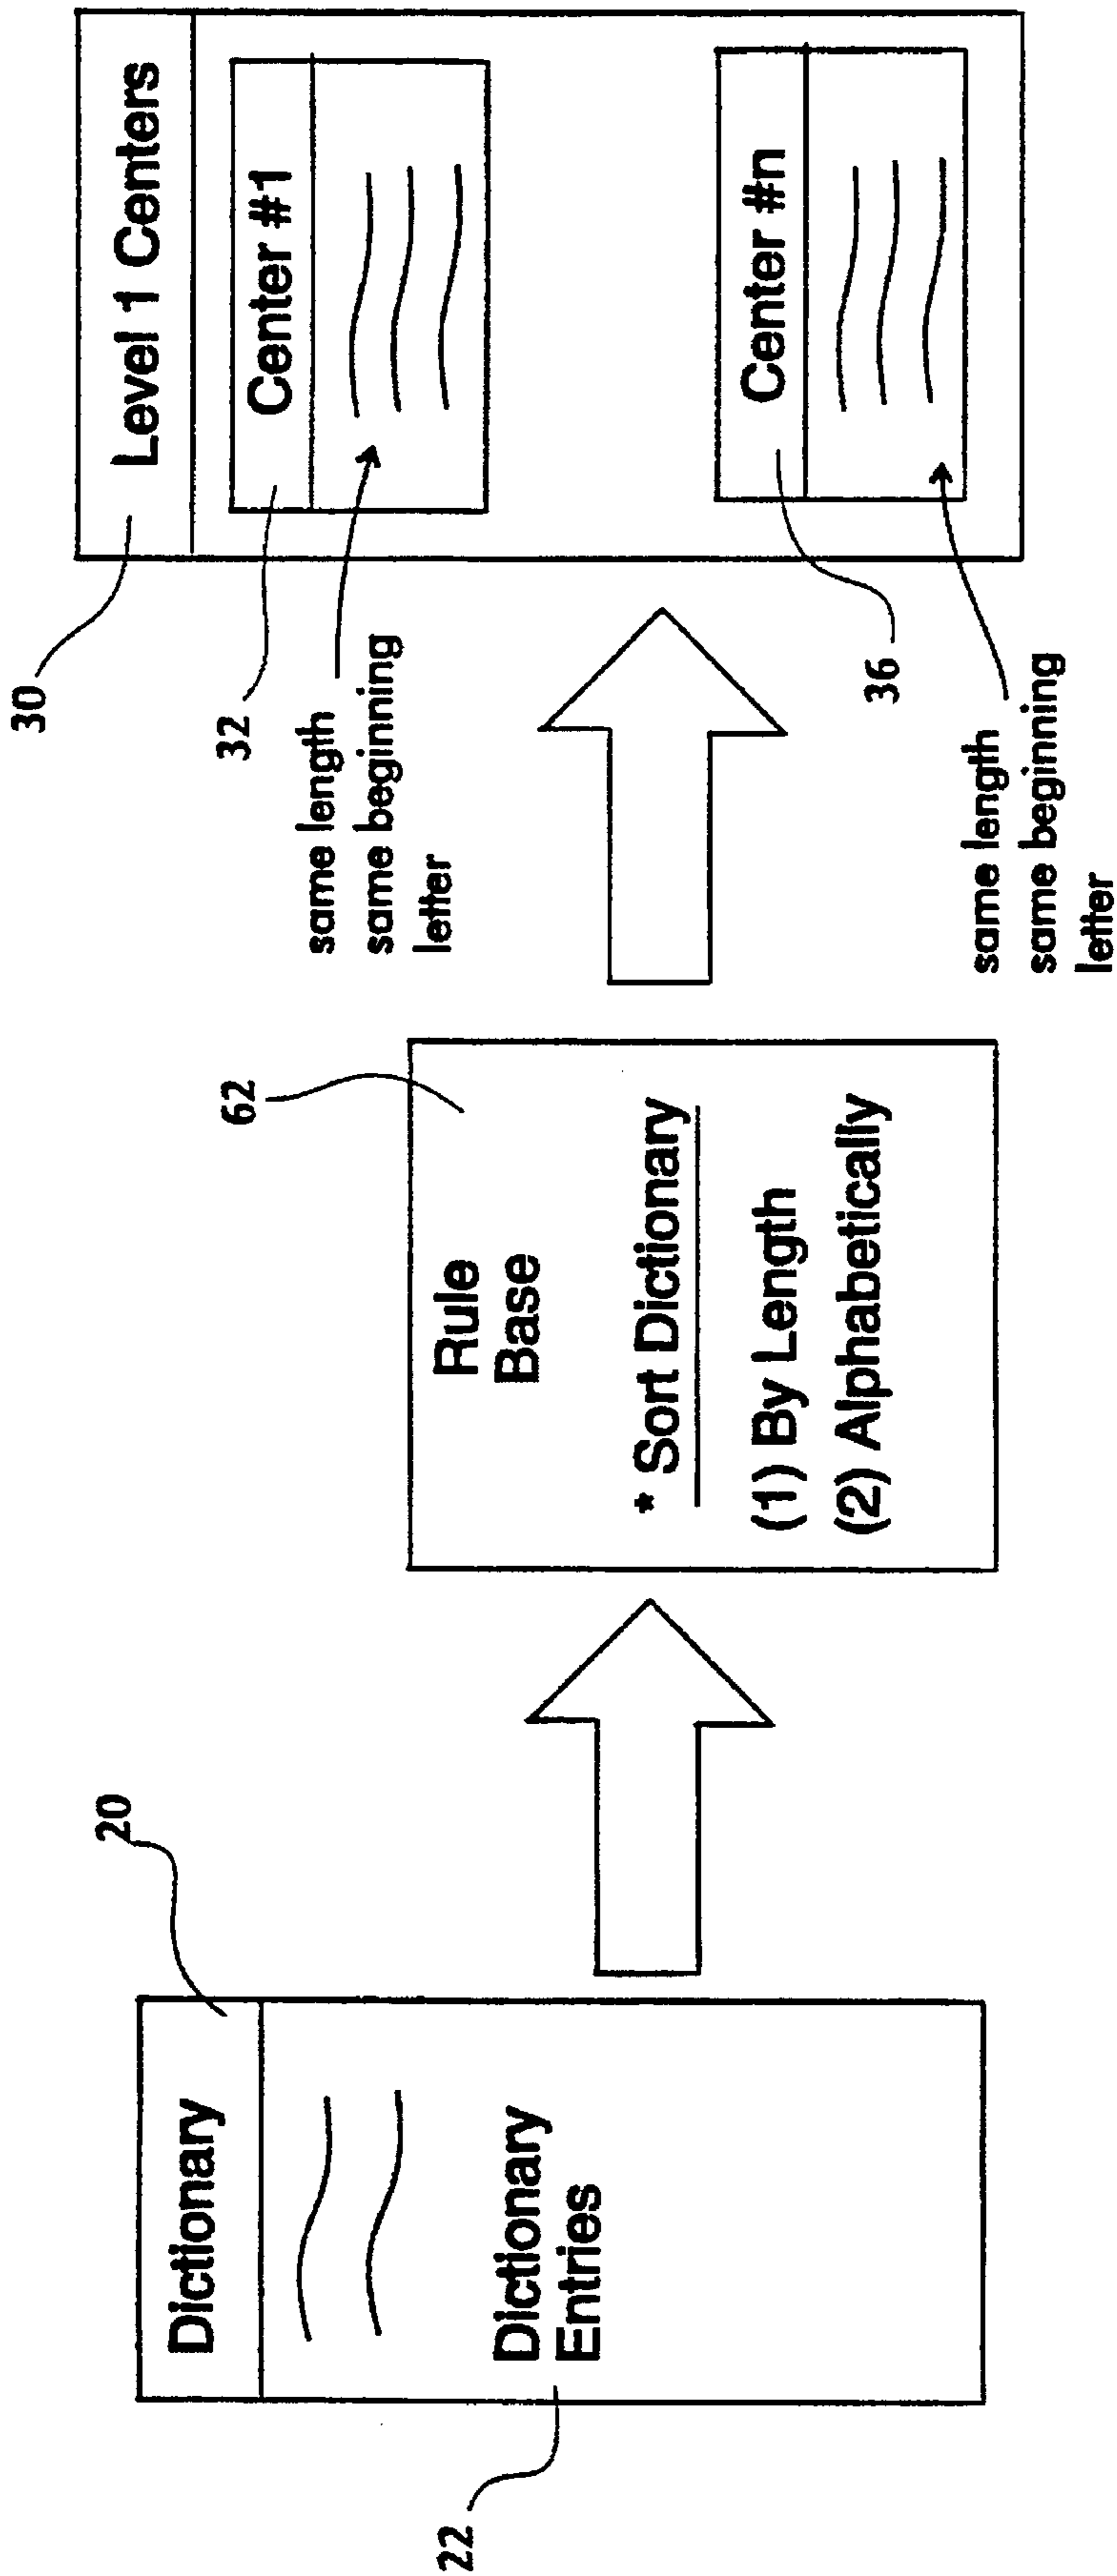 Dictionary
20
Dictionary
Entries
22
Rule
Base
62
* Sort Dictionary
(1) By Length
(2) Alphabetically
30
Level 1 Centers
32
Center #1
same length
same beginning
letter
36
Center #n
same length
same beginning
letter